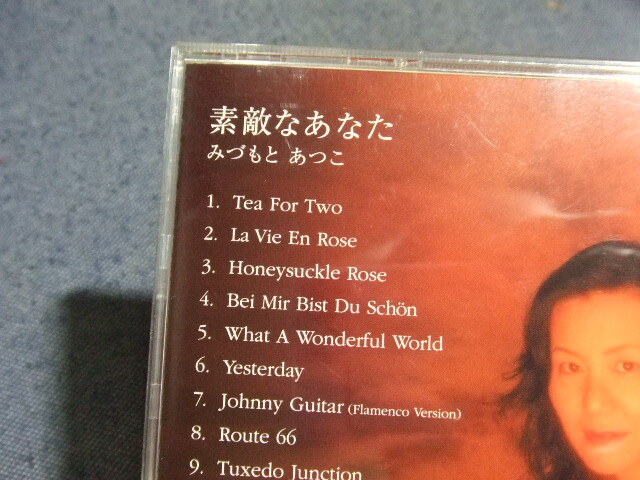 素敵なあなた
みづもと あつこ
1. Tea For Two
2. La Vie En Rose
3. Honeysuckle Rose
4. Bei Mir Bist Du Schön
5. What A Wonderful World
6. Yesterday
7. Johnny Guitar (Flamenco Version)
8. Route 66
9. Tuxedo Junction